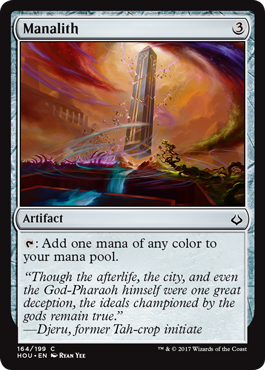 Manalith 3
Artifact
: Add one mana of any color to
your mana pool.
“Though the afterlife, the city, and even
the God-Pharaoh himself were one great
deception, the ideals championed by the
gods remain true.”
—Djeru, former Tah-crop initiate
164/199 C
HOU • EN RYAN YEE
™ & © 2017 Wizards of the Coast